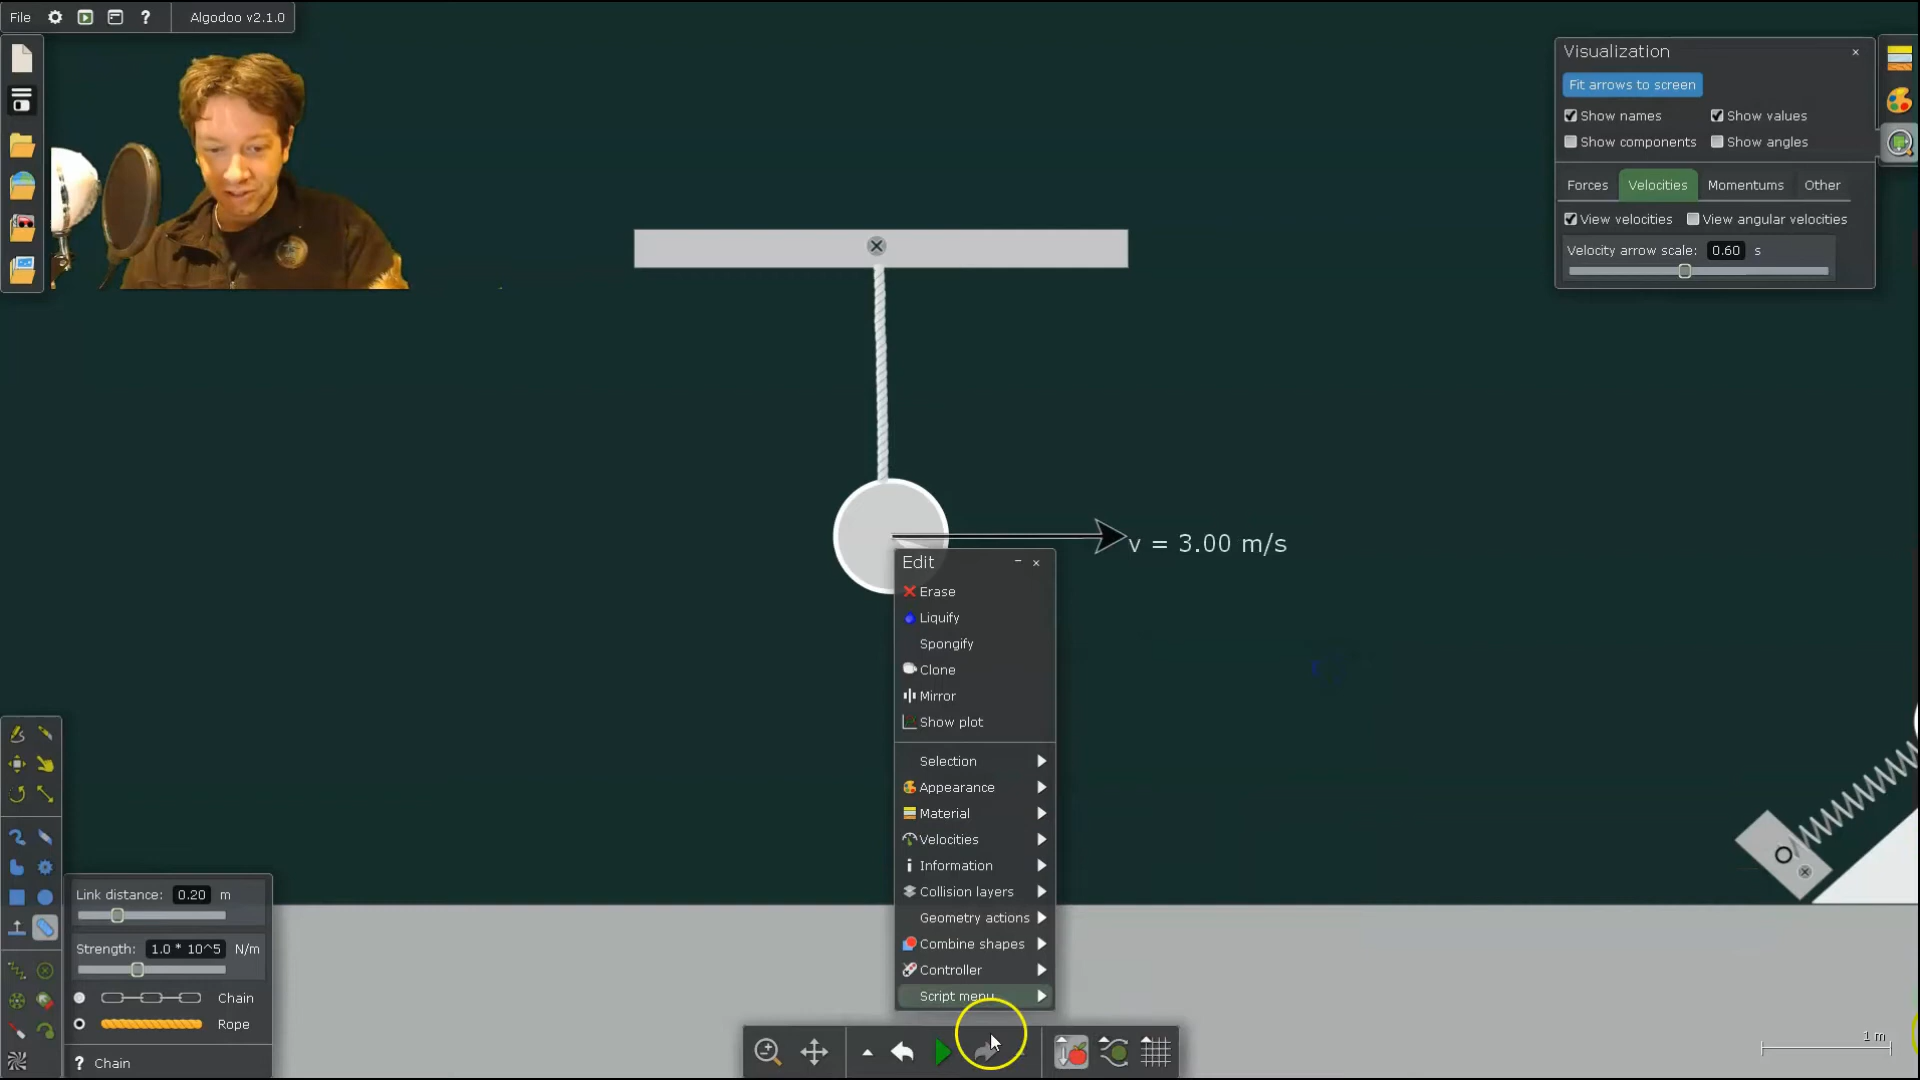 File
?
Algodoo v2.1.0
Visualization
Fit arrows to screen
Show names
Show values
Show components
Show angles
Forces
Velocities
Momentums
Other
View velocities
View angular velocities
Velocity arrow scale: 0.60 s
v = 3.00 m/s
Edit
Erase
Liquify
Spongify
Clone
Mirror
Show plot
Selection
Appearance
Material
Velocities
Information
Collision layers
Geometry actions
Combine shapes
Controller
Script menu
Link distance: 0.20 m
Strength: 1.0 * 10^5 N/m
Chain
Rope
? Chain
1 m